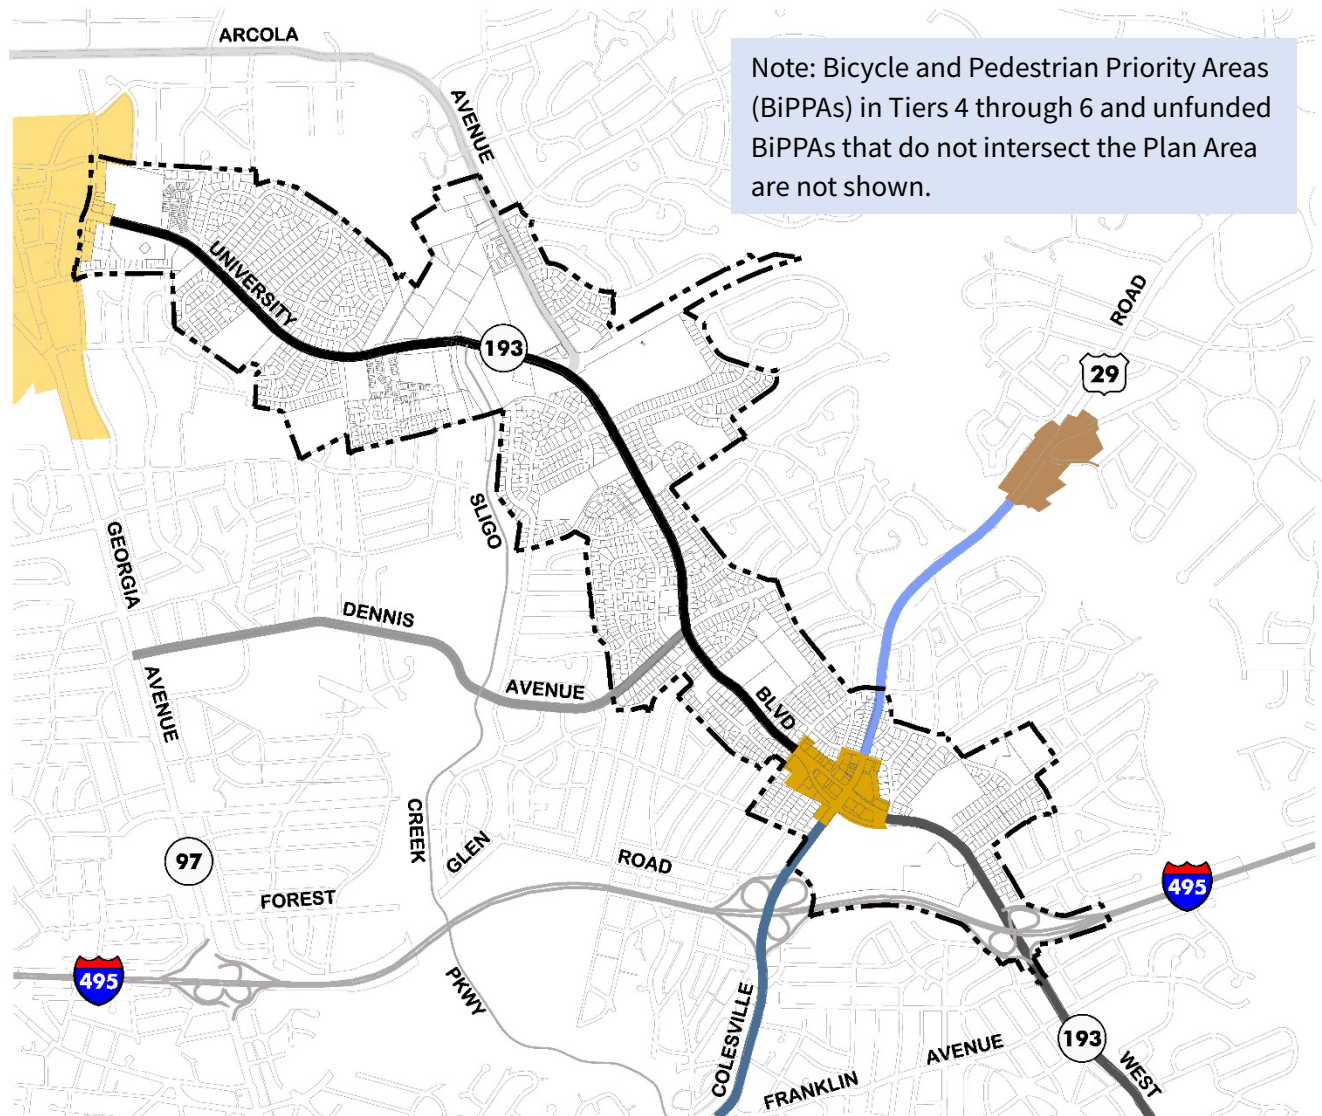 ARCOLA
AVENUE
Note: Bicycle and Pedestrian Priority Areas
(BiPPAs) in Tiers 4 through 6 and unfunded
BiPPAs that do not intersect the Plan Area
are not shown.
UNIVERSITY
193
ROAD
29
SLIGO
GEORGIA
DENNIS
AVENUE
AVENUE
BLVD
CREEK
GLEN
ROAD
97
FOREST
495
495
PKWY
COLESVILLE
193
AVENUE
FRANKLIN
WEST